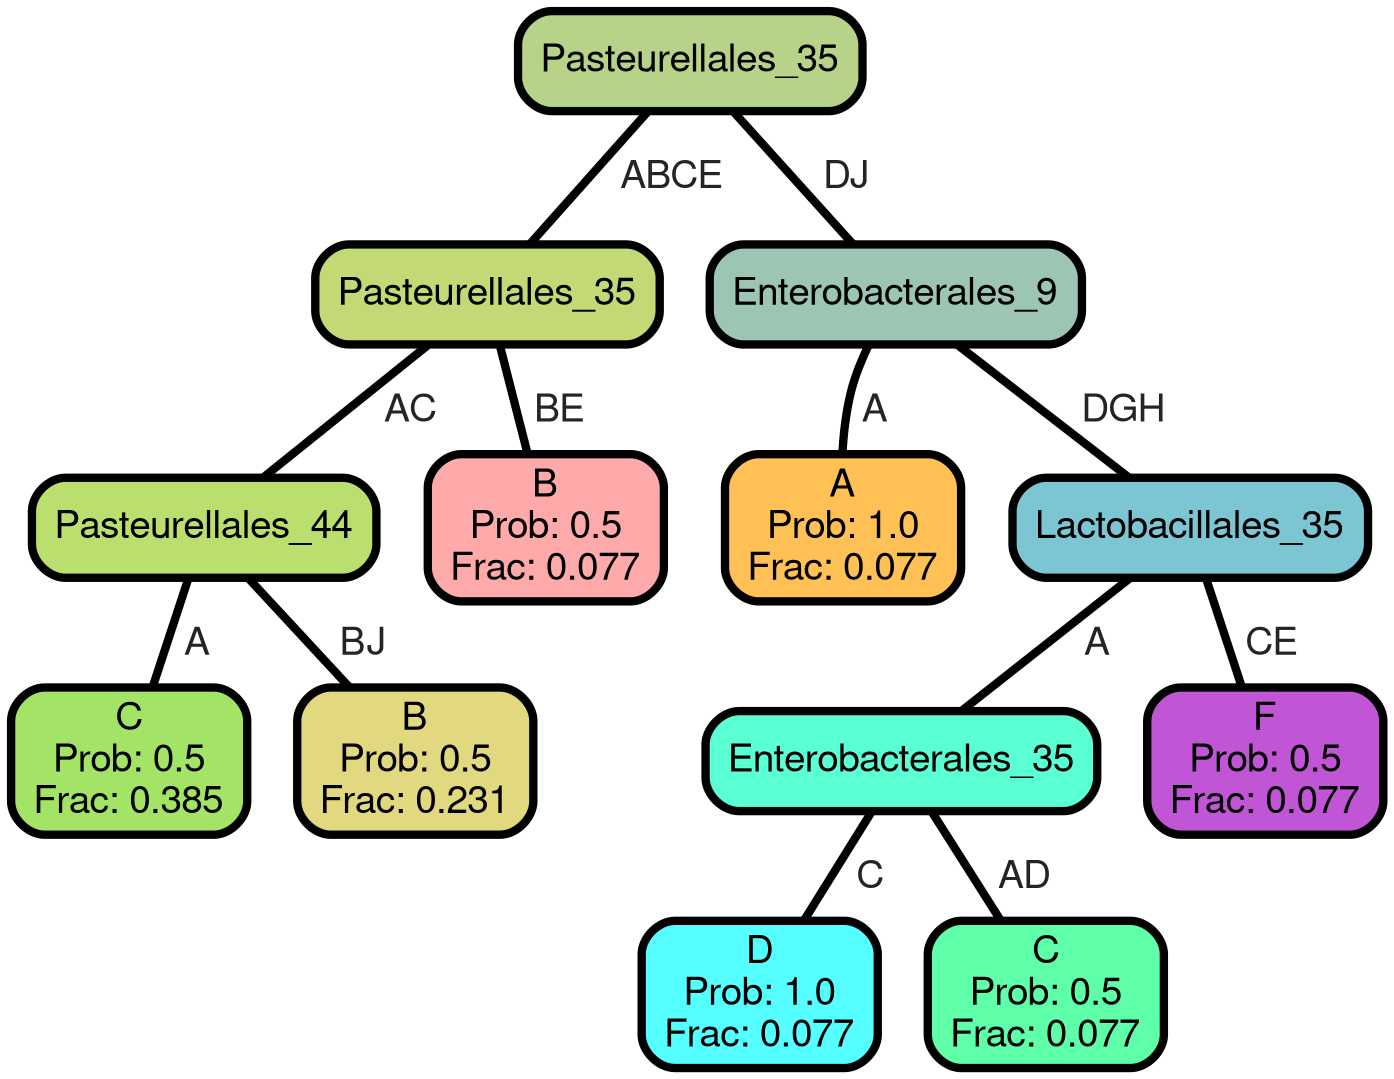 Pasteurellales_35
ABCE
DJ
Pasteurellales_35
Enterobacterales_9
AC
BE
A
DGH
Pasteurellales_44
B
Prob: 0.5
Frac: 0.077
A
Prob: 1.0
Frac: 0.077
Lactobacillales_35
A
BJ
A
CE
C
Prob: 0.5
Frac: 0.385
B
Prob: 0.5
Frac: 0.231
Enterobacterales_35
F
Prob: 0.5
Frac: 0.077
C
AD
D
Prob: 1.0
Frac: 0.077
C
Prob: 0.5
Frac: 0.077